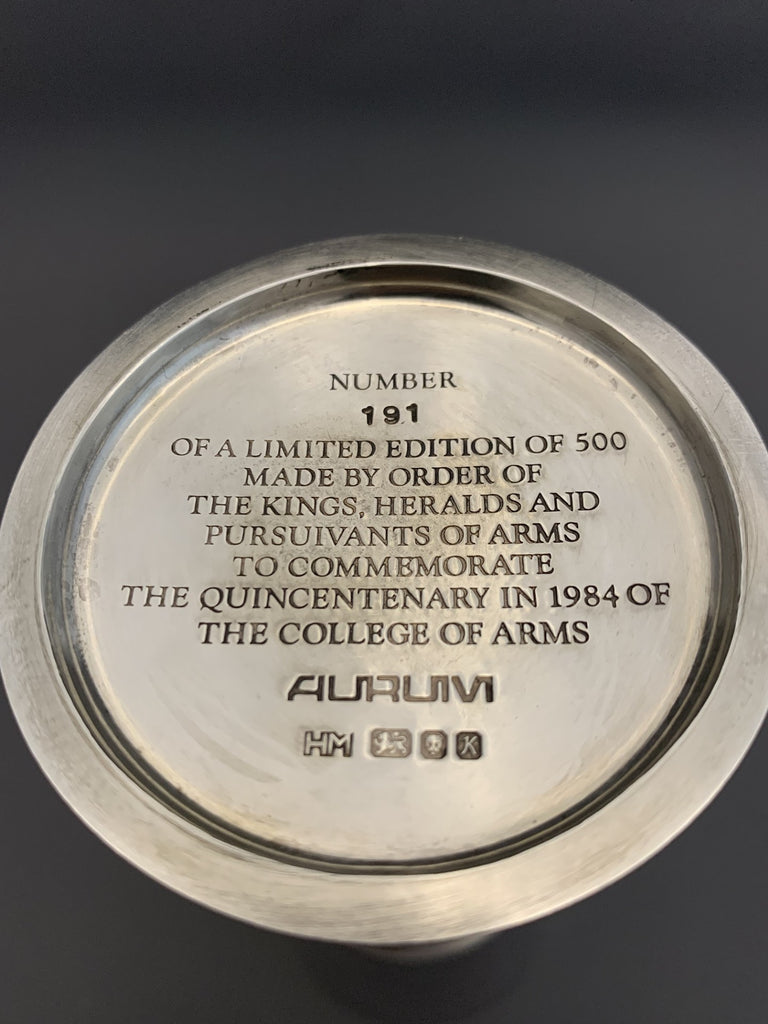 NUMBER
191
OF A LIMITED EDITION OF 500
MADE BY ORDER OF
THE KINGS, HERALDS AND
PURSUIVANTS OF ARMS
TO COMMEMORATE
THE QUINCENTENARY IN 1984 OF
THE COLLEGE OF ARMS
AURUM
HM K